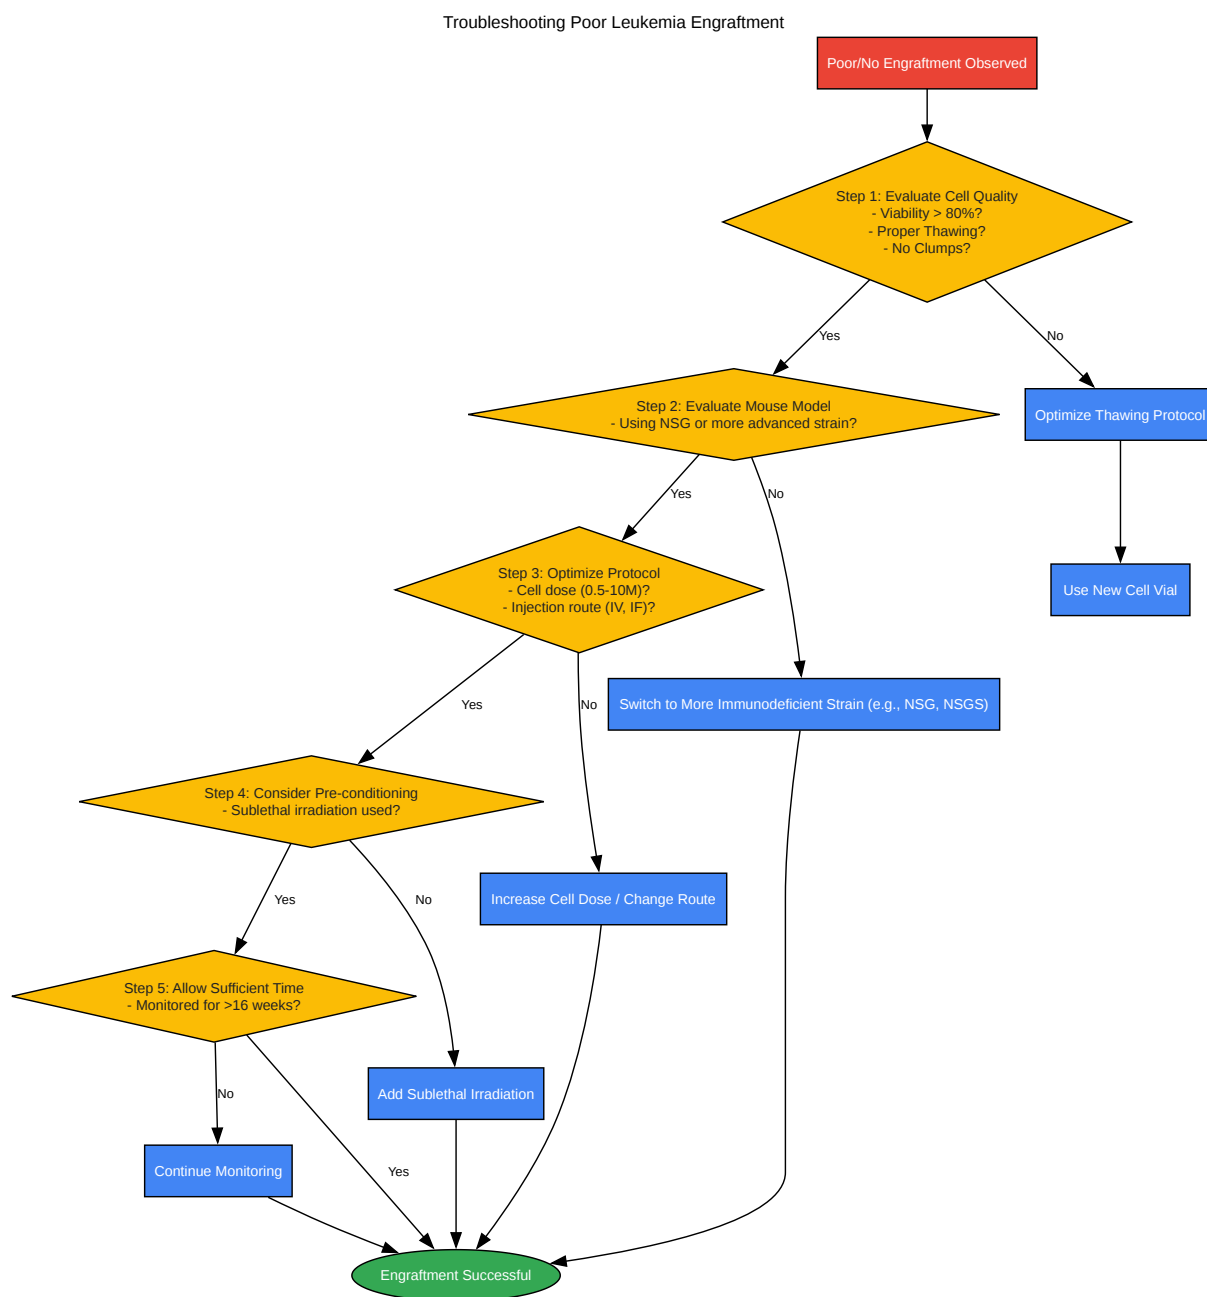 Troubleshooting Poor Leukemia Engraftment
Poor/No Engraftment Observed
Step 1: Evaluate Cell Quality
- Viability > 80%?
- Proper Thawing?
- No Clumps?
Yes
No
Step 2: Evaluate Mouse Model
- Using NSG or more advanced strain?
Optimize Thawing Protocol
Yes
No
Step 3: Optimize Protocol
- Cell dose (0.5-10M)?
- Injection route (IV, IF)?
Use New Cell Vial
Yes
No
Switch to More Immunodeficient Strain (e.g., NSG, NSGS)
Step 4: Consider Pre-conditioning
- Sublethal irradiation used?
Yes
No
Increase Cell Dose / Change Route
Step 5: Allow Sufficient Time
- Monitored for >16 weeks?
No
Add Sublethal Irradiation
Continue Monitoring
Yes
Engraftment Successful